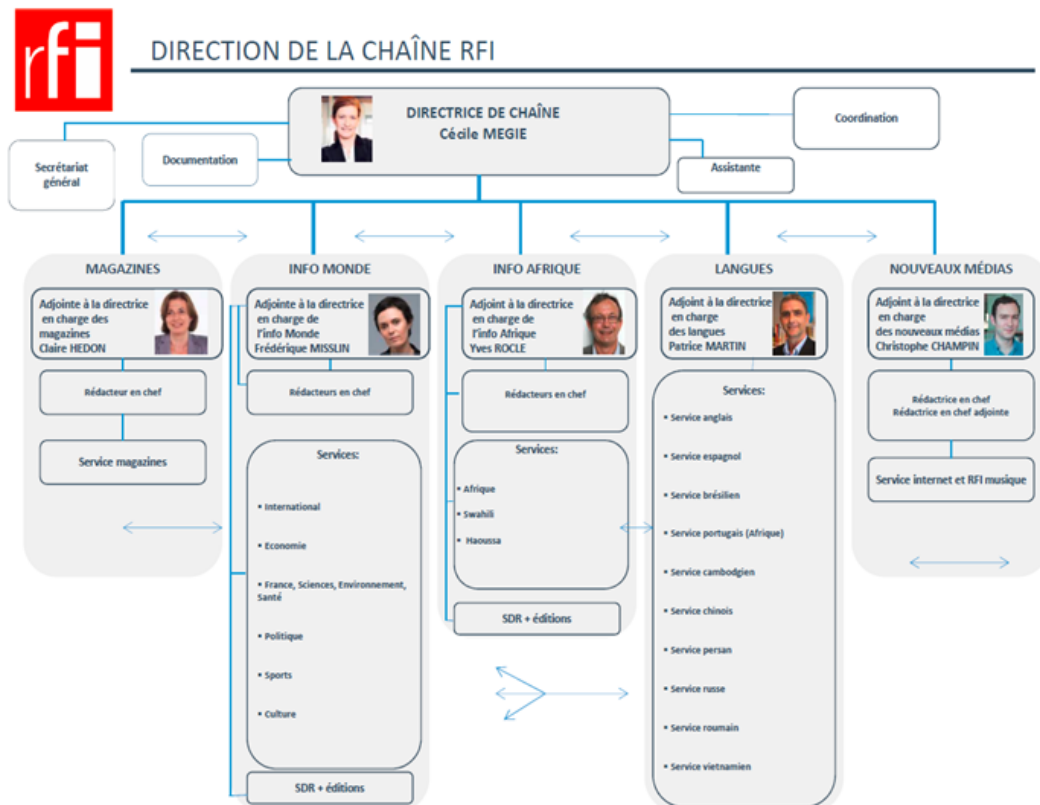 rfi
DIRECTION DE LA CHAÎNE RFI
DIRECTRICE DE CHAÎNE
Cécile MEGIE
Secrétariat
général
Documentation
Coordination
Assistante
MAGAZINES
Adjointe à la directrice
en charge des
magazines
Claire HEDON
Rédacteur en chef
Service magazines
INFO MONDE
Adjointe à la directrice
en charge de
l'info Monde
Frédérique MISSLIN
Rédacteurs en chef
Services:
▪ International
▪ Economie
▪ France, Sciences, Environnement,
Santé
▪ Politique
▪ Sports
▪ Culture
SDR + éditions
INFO AFRIQUE
Adjoint à la directrice
en charge de
l'info Afrique
Yves ROCLE
Rédacteurs en chef
Services:
▪ Afrique
▪ Swahili
▪ Haoussa
SDR + éditions
LANGUES
Adjoint à la directrice
en charge
des langues
Patrice MARTIN
Services:
▪ Service anglais
▪ Service espagnol
▪ Service brésilien
▪ Service portugais (Afrique)
▪ Service cambodgien
▪ Service chinois
▪ Service persan
▪ Service russe
▪ Service roumain
▪ Service vietnamien
NOUVEAUX MÉDIAS
Adjoint à la directrice
en charge
des nouveaux médias
Christophe CHAMPIN
Rédactrice en chef
Rédactrice en chef adjointe
Service internet et RFI musique